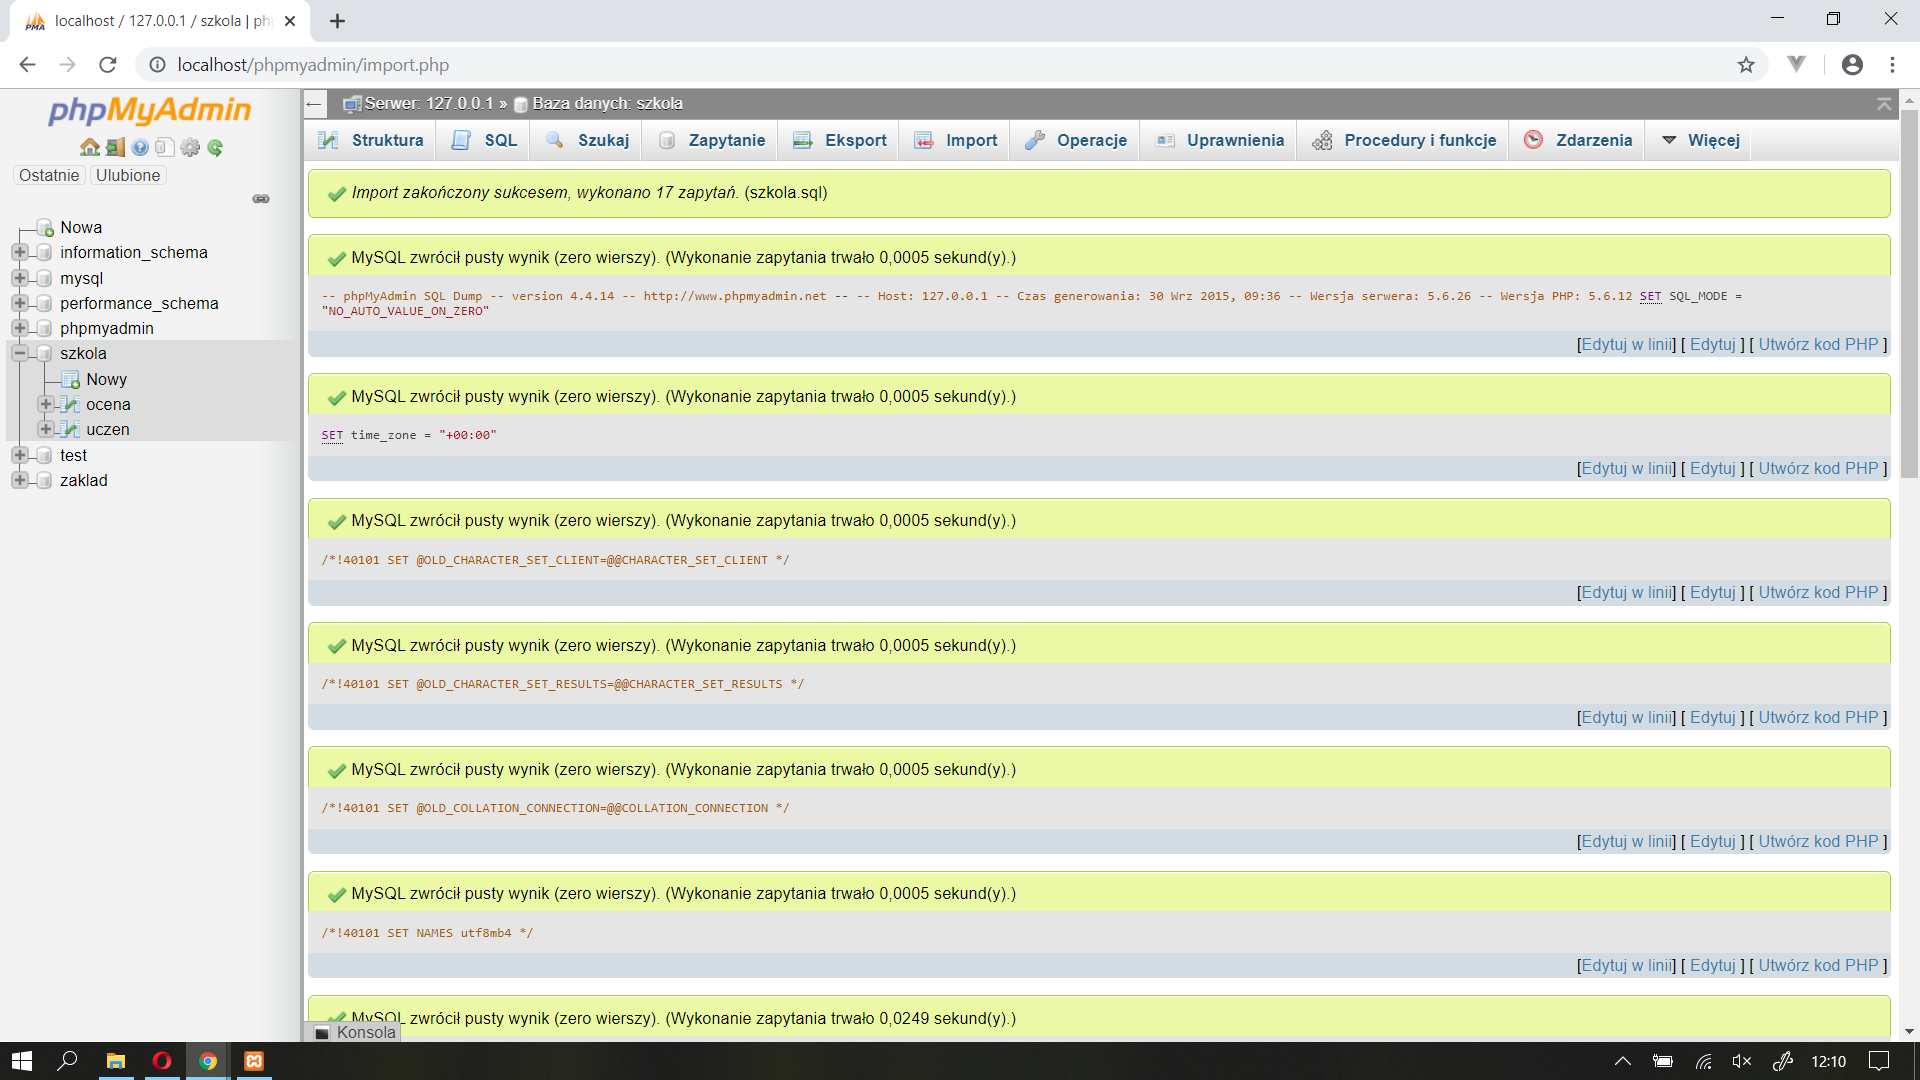 localhost / 127.0.0.1 / szkola | ph
localhost/phpmyadmin/import.php
phpMyAdmin
Ostatnie Ulubione
Nowa
information_schema
mysql
performance_schema
phpmyadmin
szkola
Nowy
ocena
uczen
test
zaklad
Serwer: 127.0.0.1 » Baza danych: szkola
Struktura SQL Szukaj Zapytanie Eksport Import Operacje Uprawnienia Procedury i funkcje Zdarzenia Więcej
Import zakończony sukcesem, wykonano 17 zapytań. (szkola.sql)
MySQL zwrócił pusty wynik (zero wierszy). (Wykonanie zapytania trwało 0,0005 sekund(y).)
-- phpMyAdmin SQL Dump -- version 4.4.14 -- http://www.phpmyadmin.net -- -- Host: 127.0.0.1 -- Czas generowania: 30 Wrz 2015, 09:36 -- Wersja serwera: 5.6.26 -- Wersja PHP: 5.6.12 SET SQL_MODE =
"NO_AUTO_VALUE_ON_ZERO"
[Edytuj w linii] [ Edytuj ] [ Utwórz kod PHP ]
MySQL zwrócił pusty wynik (zero wierszy). (Wykonanie zapytania trwało 0,0005 sekund(y).)
SET time_zone = "+00:00"
[Edytuj w linii] [ Edytuj ] [ Utwórz kod PHP ]
MySQL zwrócił pusty wynik (zero wierszy). (Wykonanie zapytania trwało 0,0005 sekund(y).)
/*!40101 SET @OLD_CHARACTER_SET_CLIENT=@@CHARACTER_SET_CLIENT */
[Edytuj w linii] [ Edytuj ] [ Utwórz kod PHP ]
MySQL zwrócił pusty wynik (zero wierszy). (Wykonanie zapytania trwało 0,0005 sekund(y).)
/*!40101 SET @OLD_CHARACTER_SET_RESULTS=@@CHARACTER_SET_RESULTS */
[Edytuj w linii] [ Edytuj ] [ Utwórz kod PHP ]
MySQL zwrócił pusty wynik (zero wierszy). (Wykonanie zapytania trwało 0,0005 sekund(y).)
/*!40101 SET @OLD_COLLATION_CONNECTION=@@COLLATION_CONNECTION */
[Edytuj w linii] [ Edytuj ] [ Utwórz kod PHP ]
MySQL zwrócił pusty wynik (zero wierszy). (Wykonanie zapytania trwało 0,0005 sekund(y).)
/*!40101 SET NAMES utf8mb4 */
[Edytuj w linii] [ Edytuj ] [ Utwórz kod PHP ]
MySQL zwrócił pusty wynik (zero wierszy). (Wykonanie zapytania trwało 0,0249 sekund(y).)
Konsola
12:10